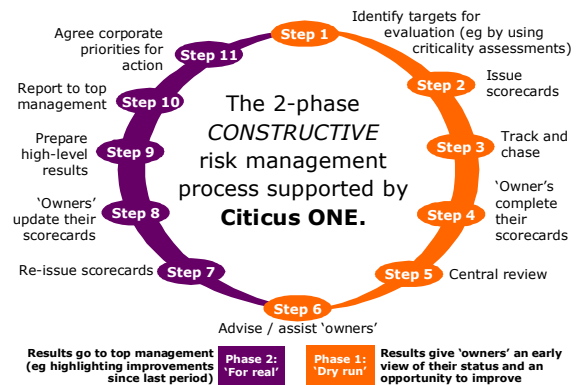 The 2-phase
CONSTRUCTIVE
risk management
process supported by
Citicus ONE.
Step 1
Identify targets for
evaluation (eg by using
criticality assessments)
Step 2
Issue
scorecards
Step 3
Track and
chase
Step 4
‘Owner’s
complete
their
scorecards
Step 5
Central review
Step 6
Advise / assist ‘owners’
Step 7
Re-issue scorecards
Step 8
‘Owners’
update their
scorecards
Step 9
Prepare
high-level
results
Step 10
Report to top
management
Step 11
Agree corporate
priorities for
action
Results go to top management
(eg highlighting improvements
since last period)
Phase 2:
‘For real’
Phase 1:
‘Dry run’
Results give ‘owners’ an early
view of their status and an
opportunity to improve